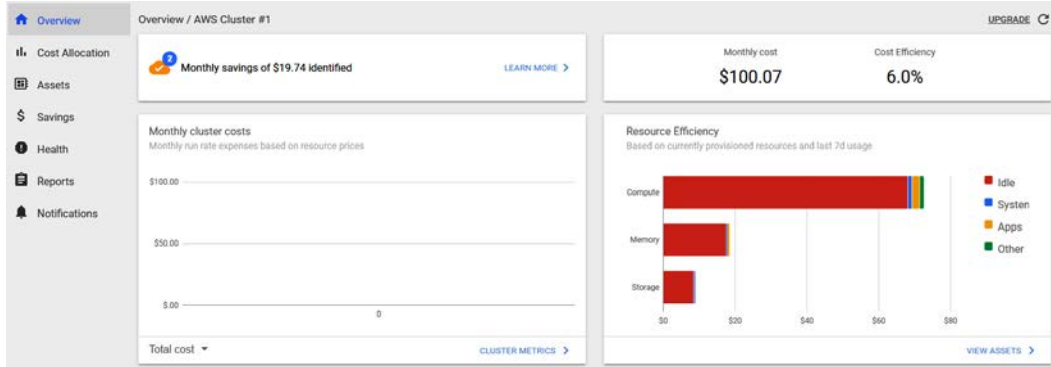 Overview
Cost Allocation
Assets
Savings
Health
Reports
Notifications
Overview / AWS Cluster #1
UPGRADE
2
Monthly savings of $19.74 identified
LEARN MORE
Monthly cost
$100.07
Cost Efficiency
6.0%
Monthly cluster costs
Monthly run rate expenses based on resource prices
$100.00
$50.00
$.00
0
Total cost
CLUSTER METRICS
Resource Efficiency
Based on currently provisioned resources and last 7d usage
Compute
Memory
Storage
$0 $20 $40 $60 $80
Idle
System
Apps
Other
VIEW ASSETS